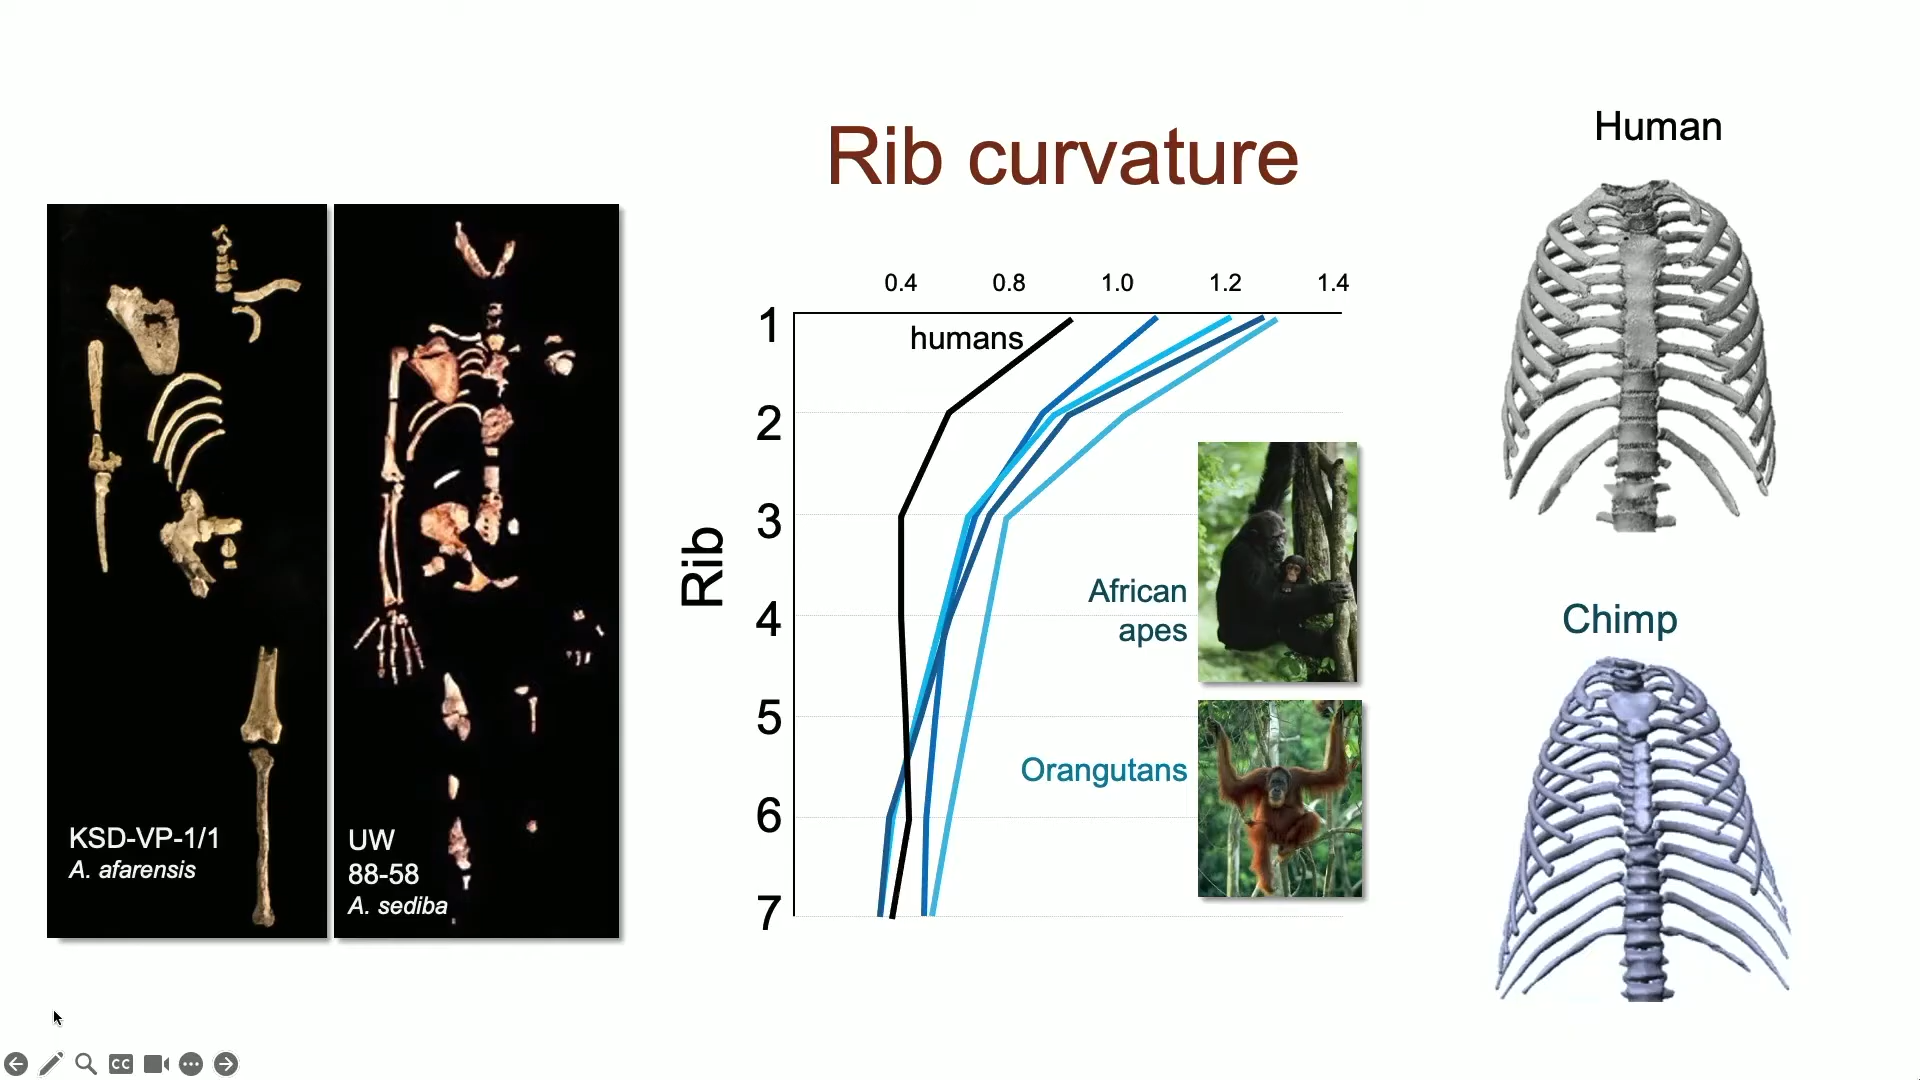 Rib curvature
Human
KSD-VP-1/1
A. afarensis
UW
88-58
A. sediba
0.4 0.8 1.0 1.2 1.4
Rib
1
2
3
4
5
6
7
humans
African
apes
Orangutans
Chimp
CC